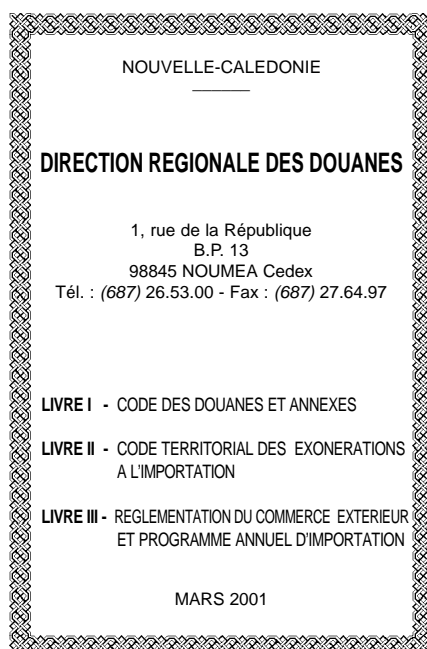 NOUVELLE-CALEDONIE
DIRECTION REGIONALE DES DOUANES
1, rue de la République
B.P. 13
98845 NOUMEA Cedex
Tél. : (687) 26.53.00 - Fax : (687) 27.64.97
LIVRE I - CODE DES DOUANES ET ANNEXES
LIVRE II - CODE TERRITORIAL DES EXONERATIONS
A L'IMPORTATION
LIVRE III - REGLEMENTATION DU COMMERCE EXTERIEUR
ET PROGRAMME ANNUEL D'IMPORTATION
MARS 2001